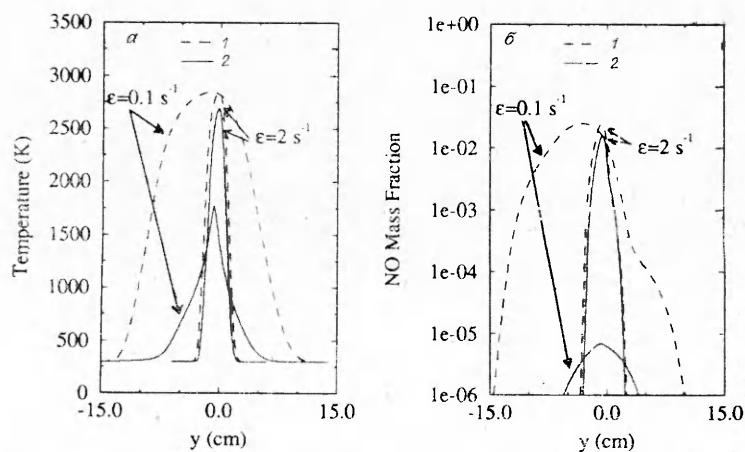 3500
3000
2500
2000
1500
1000
500
0
Temperature (K)
а
1
2
ε=0.1 s⁻¹
ε=2 s⁻¹
-15.0
0.0
15.0
y (cm)
1e+00
1e-01
1e-02
1e-03
1e-04
1e-05
1e-06
NO Mass Fraction
б
1
2
ε=0.1 s⁻¹
ε=2 s⁻¹
-15.0
0.0
15.0
y (cm)